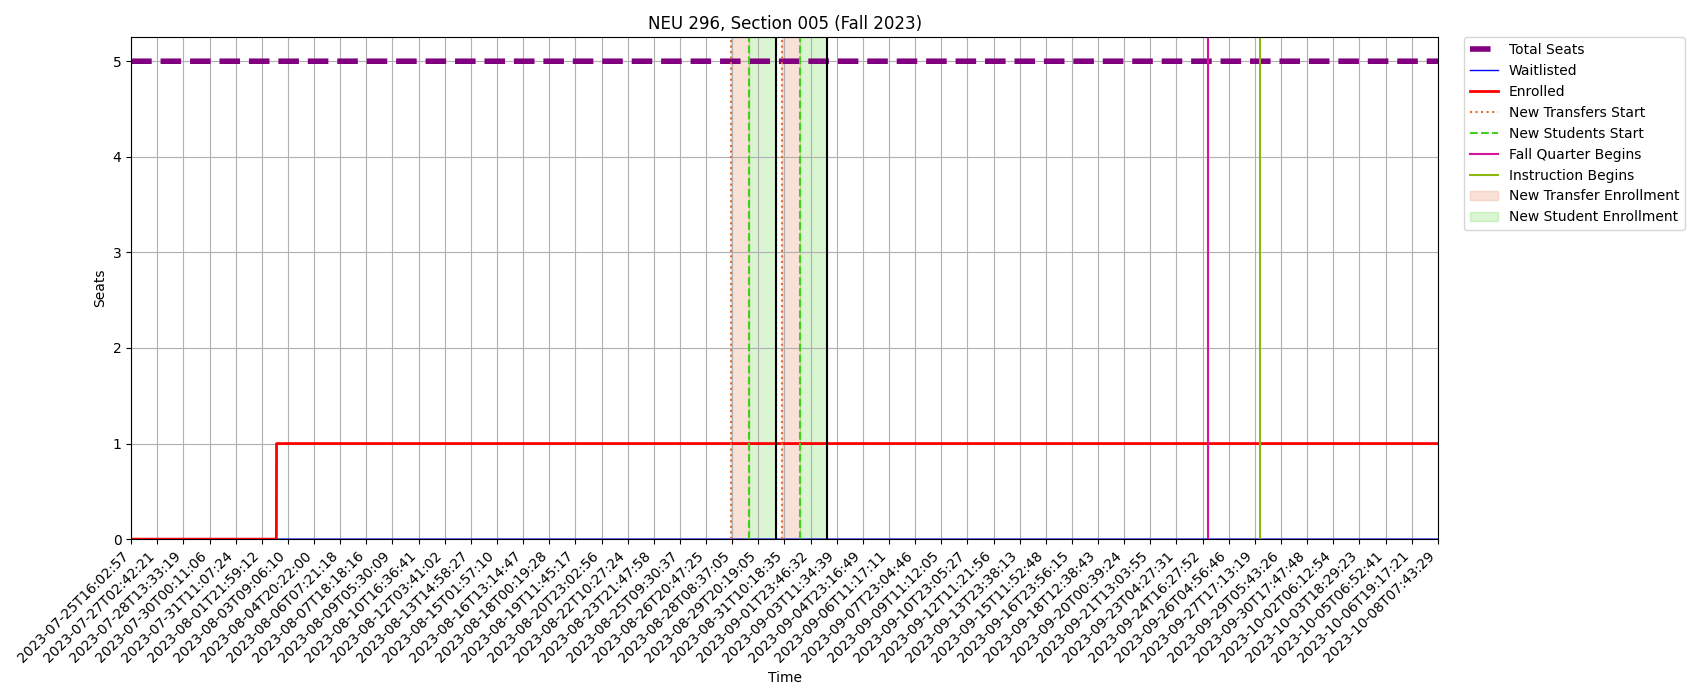 NEU 296, Section 005 (Fall 2023)
Total Seats
Waitlisted
Enrolled
New Transfers Start
New Students Start
Fall Quarter Begins
Instruction Begins
New Transfer Enrollment
New Student Enrollment
Seats
5
4
3
2
1
0
2023-07-25T16:02:57
2023-07-27T02:42:21
2023-07-28T13:33:19
2023-07-30T00:11:06
2023-07-31T11:07:24
2023-08-01T21:59:12
2023-08-03T09:06:10
2023-08-04T20:22:00
2023-08-06T07:21:18
2023-08-07T18:18:16
2023-08-09T05:30:09
2023-08-10T16:36:41
2023-08-12T03:41:02
2023-08-13T14:58:27
2023-08-15T01:57:10
2023-08-16T13:14:47
2023-08-18T00:19:28
2023-08-19T11:45:17
2023-08-20T23:02:56
2023-08-22T10:27:24
2023-08-23T21:47:58
2023-08-25T09:30:37
2023-08-26T20:47:25
2023-08-28T08:37:05
2023-08-29T20:19:05
2023-08-31T10:18:35
2023-09-01T23:46:32
2023-09-03T11:34:39
2023-09-04T23:16:49
2023-09-06T11:17:11
2023-09-07T23:04:46
2023-09-09T11:12:05
2023-09-10T23:05:27
2023-09-12T11:21:56
2023-09-13T23:38:13
2023-09-15T11:52:48
2023-09-16T23:56:15
2023-09-18T12:38:43
2023-09-20T00:39:24
2023-09-21T13:03:55
2023-09-23T04:27:31
2023-09-24T16:27:52
2023-09-26T04:56:46
2023-09-27T17:13:19
2023-09-29T05:43:26
2023-09-30T17:47:48
2023-10-02T06:12:54
2023-10-03T18:29:23
2023-10-05T06:52:41
2023-10-06T19:17:21
2023-10-08T07:43:29
Time